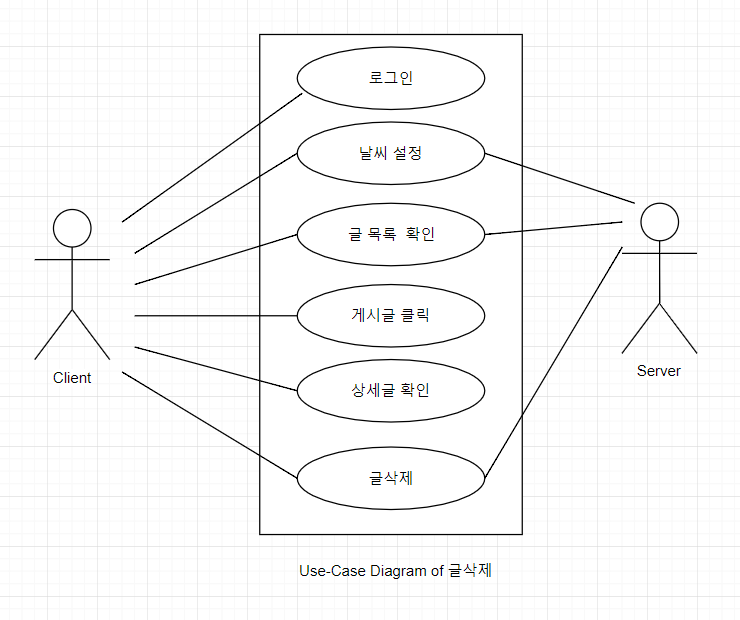 로그인
날씨 설정
글 목록 확인
게시글 클릭
상세글 확인
글삭제
Client
Server
Use-Case Diagram of 글삭제